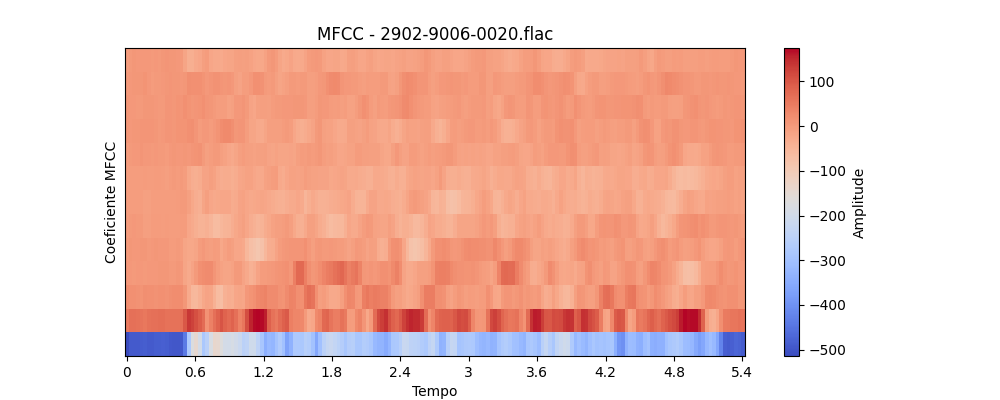 MFCC - 2902-9006-0020.flac
Coeficiente MFCC
0 0.6 1.2 1.8 2.4 3 3.6 4.2 4.8 5.4
Tempo
100
0
−100
−200
−300
−400
−500
Amplitude